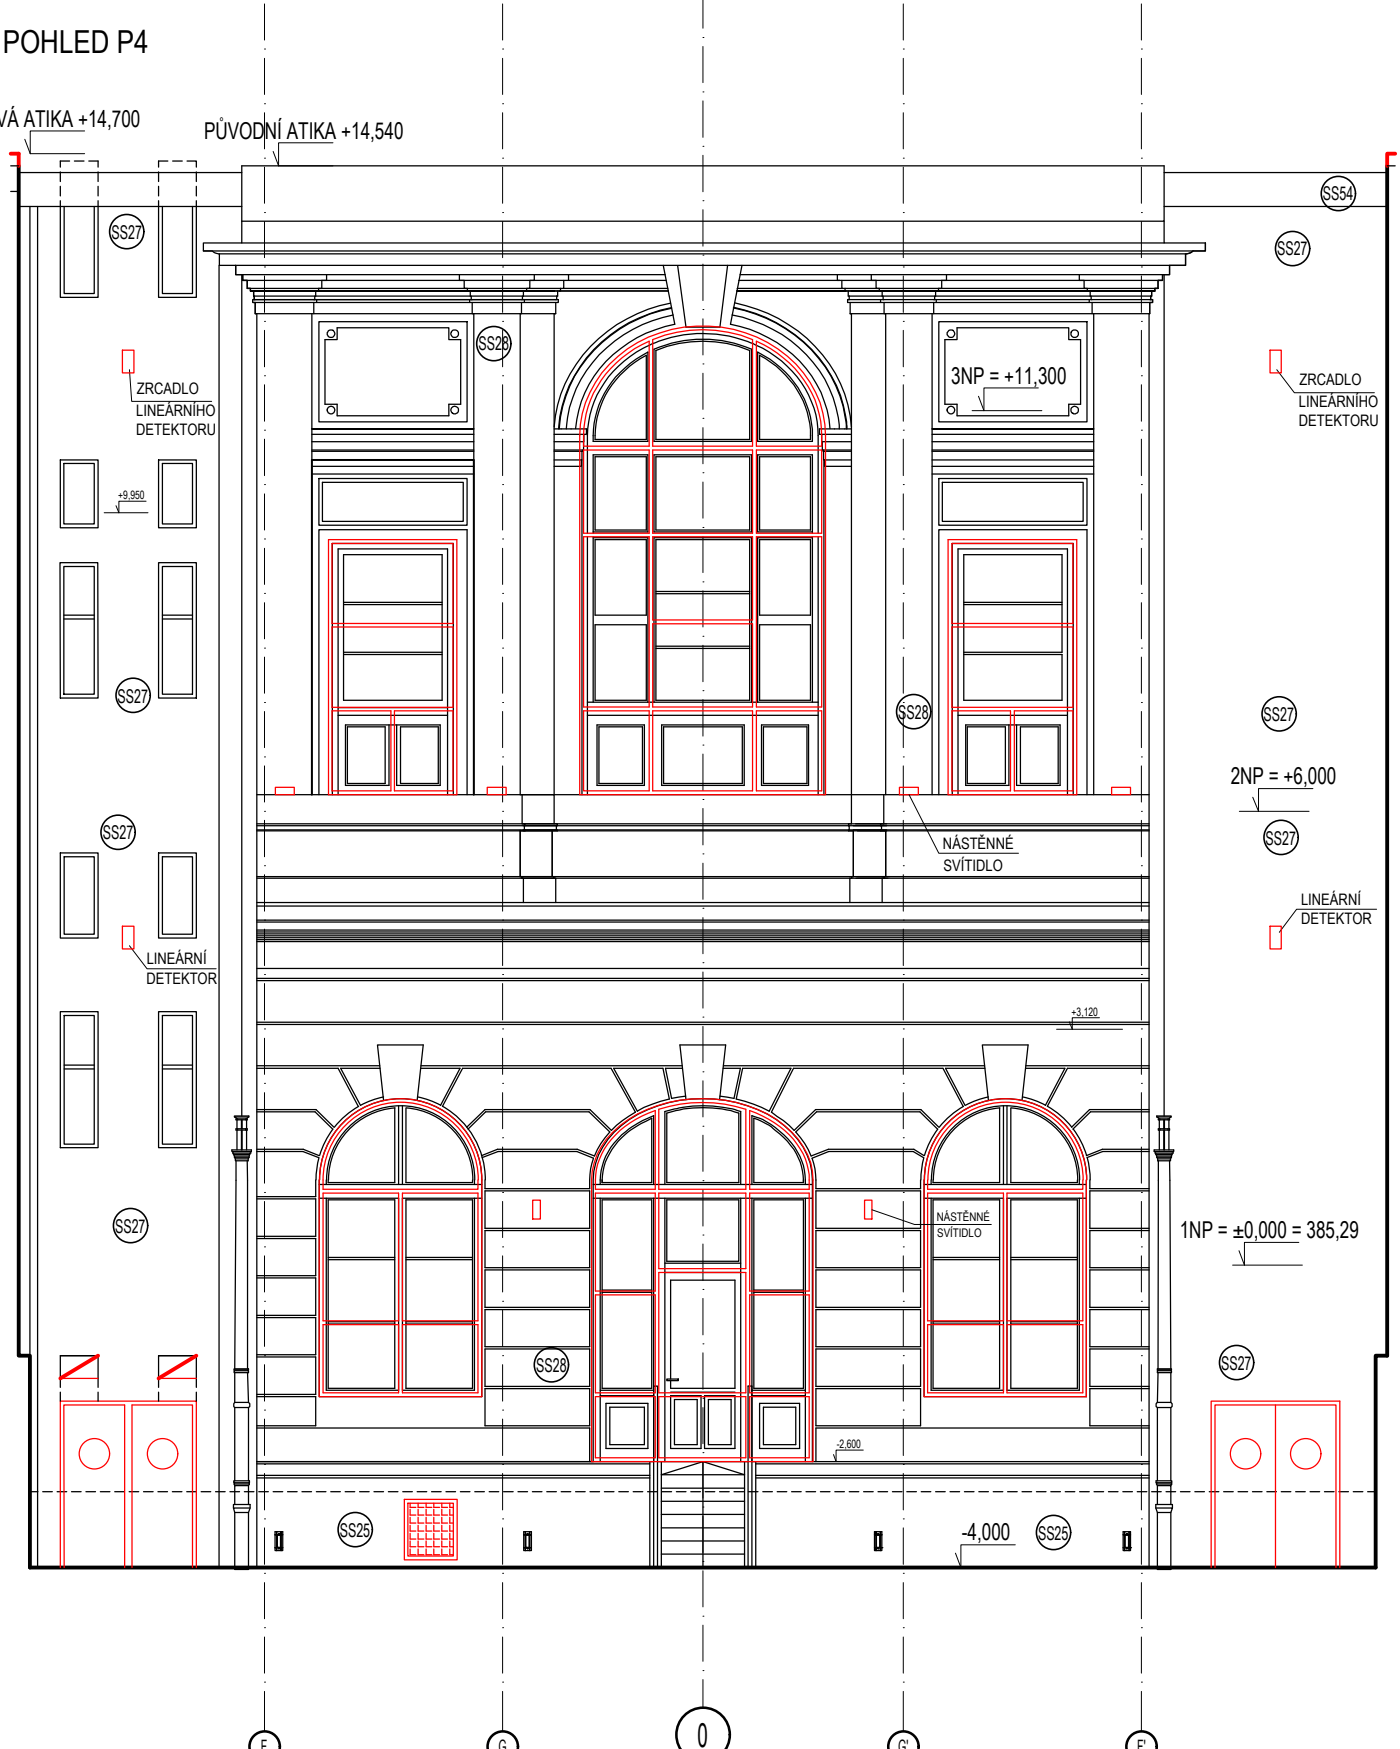 POHLED P4
VÁ ATIKA +14,700
PŮVODNÍ ATIKA +14,540
SS54
SS27
SS27
SS28
ZRCADLO
LINEÁRNÍHO
DETEKTORU
3NP = +11,300
ZRCADLO
LINEÁRNÍHO
DETEKTORU
+9,950
SS27
SS28
SS27
2NP = +6,000
SS27
SS27
NÁSTĚNNÉ
SVÍTIDLO
LINEÁRNÍ
DETEKTOR
LINEÁRNÍ
DETEKTOR
+3,120
SS27
NÁSTĚNNÉ
SVÍTIDLO
1NP = ±0,000 = 385,29
SS28
SS27
-2,600
SS25
-4,000
SS25
0
G
G'